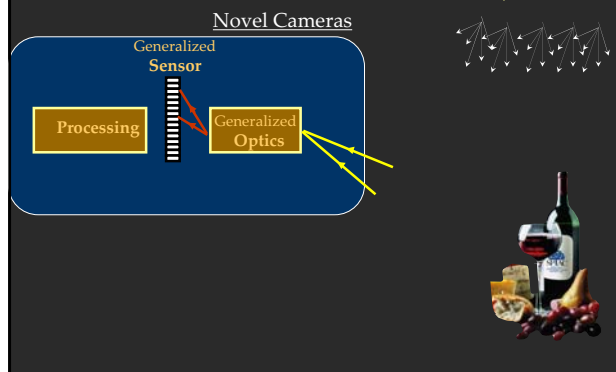 Novel Cameras
Generalized
Sensor
Processing
Generalized
Optics